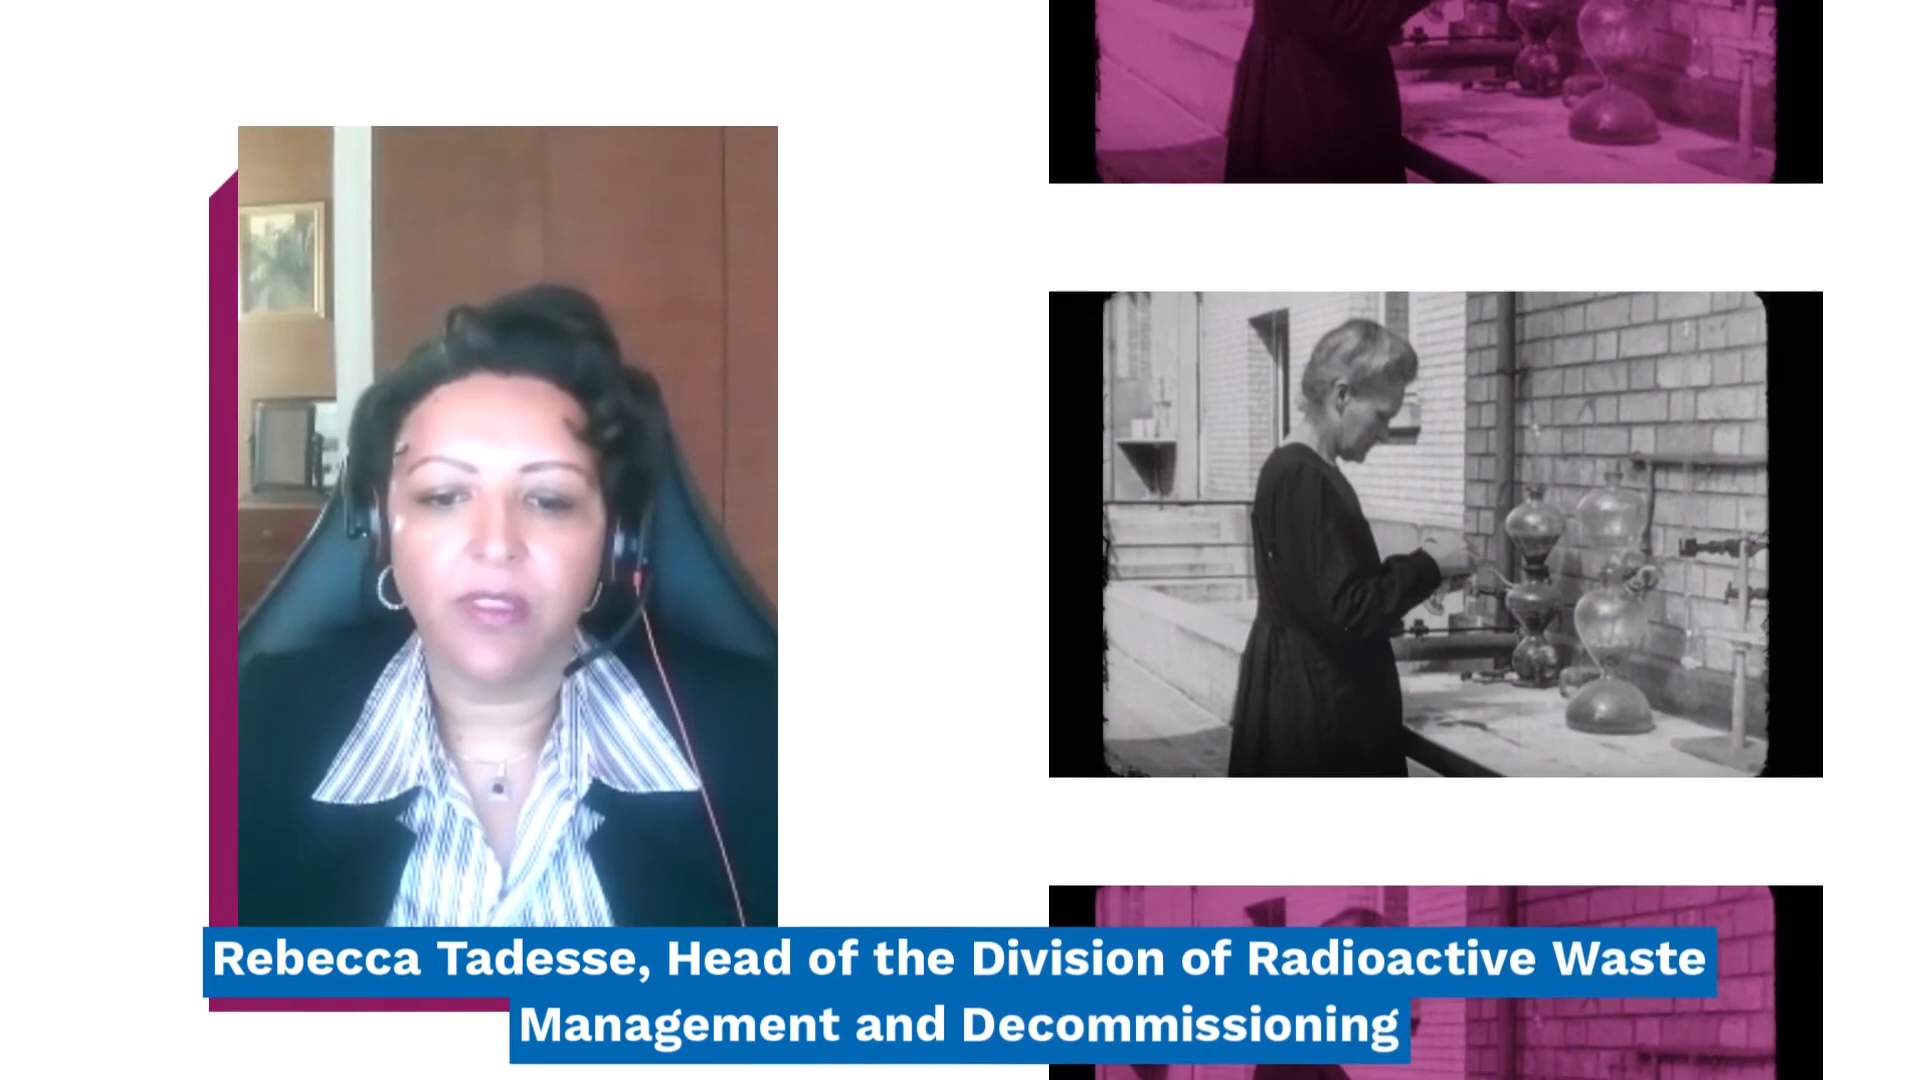 Rebecca Tadesse, Head of the Division of Radioactive Waste
Management and Decommissioning